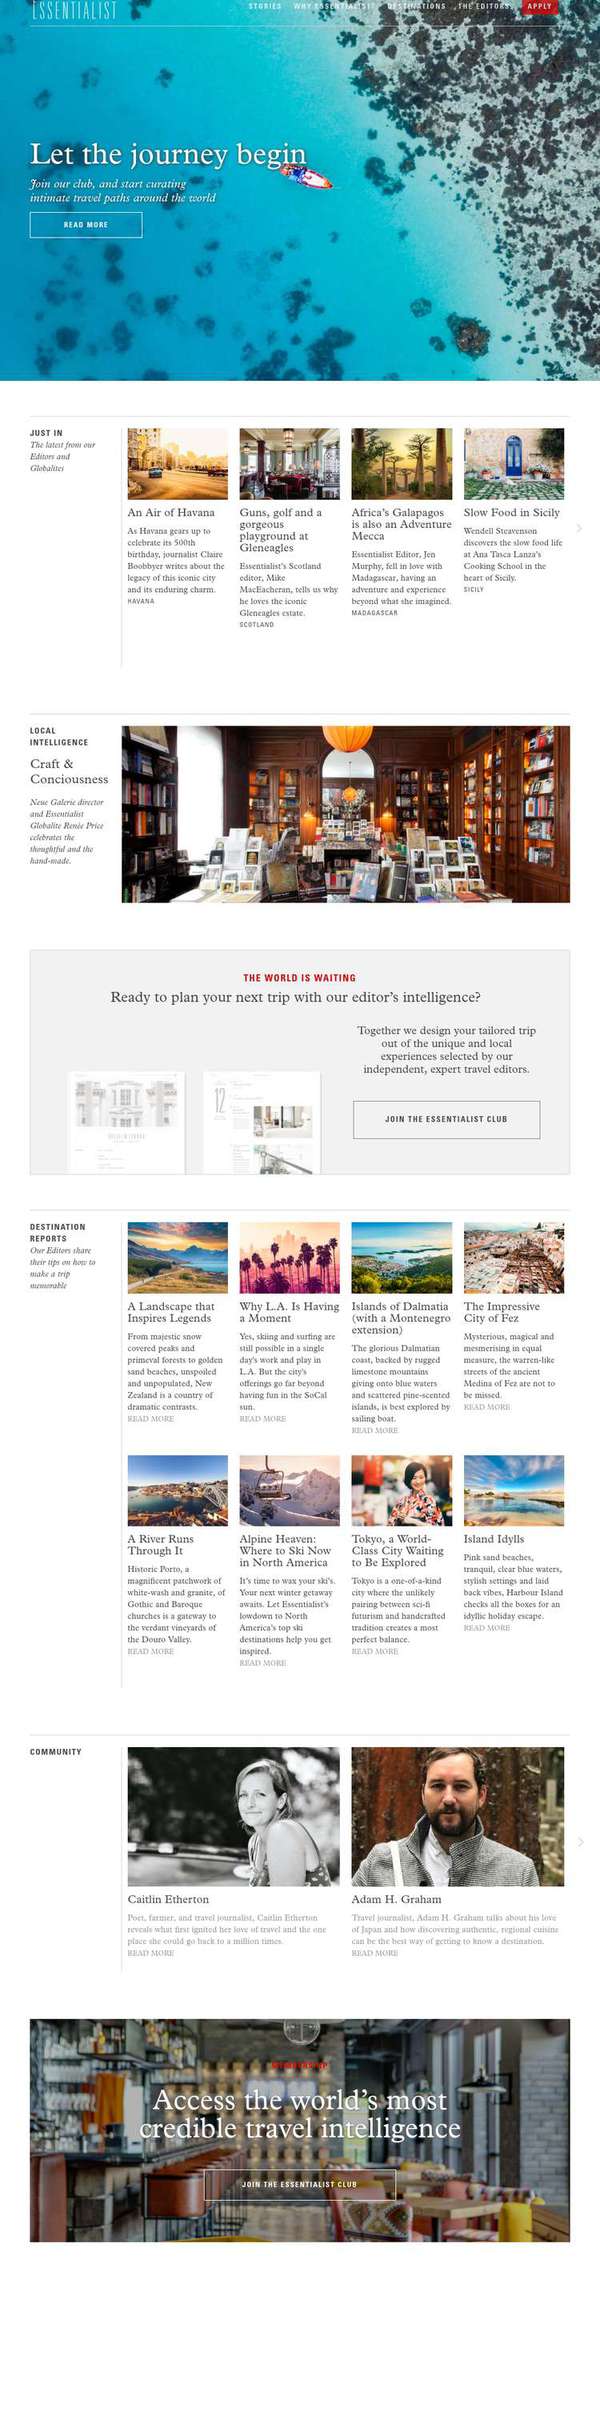 ESSENTIALIST
STORIES WHY ESSENTIALIST? DESTINATIONS THE EDITORS APPLY
Let the journey begin
Join our club, and start curating
intimate travel paths around the world
READ MORE
JUST IN
The latest from our
Editors and
Globalites
An Air of Havana
As Havana gears up to
celebrate its 500th
birthday, journalist Claire
Boobbyer writes about the
legacy of this iconic city
and its enduring charm.
HAVANA
Guns, golf and a
gorgeous
playground at
Gleneagles
Essentialist's Scotland
editor, Mike
MacEacheran, tells us why
he loves the iconic
Gleneagles estate.
SCOTLAND
Africa's Galapagos
is also an Adventure
Mecca
Essentialist Editor, Jen
Murphy, fell in love with
Madagascar, having an
adventure and experience
beyond what she imagined.
MADAGASCAR
Slow Food in Sicily
Wendell Steavenson
discovers the slow food life
at Ana Tasca Lanza's
Cooking School in the
heart of Sicily.
SICILY
LOCAL
INTELLIGENCE
Craft &
Conciousness
Neue Galerie director
and Essentialist
Globalite Renée Price
celebrates the
thoughtful and the
hand-made.
THE WORLD IS WAITING
Ready to plan your next trip with our editor's intelligence?
12
Together we design your tailored trip
out of the unique and local
experiences selected by our
independent, expert travel editors.
JOIN THE ESSENTIALIST CLUB
DESTINATION
REPORTS
Our Editors share
their tips on how to
make a trip
memorable
A Landscape that
Inspires Legends
From majestic snow
covered peaks and
primeval forests to golden
sand beaches, unspoiled
and unpopulated, New
Zealand is a country of
dramatic contrasts.
READ MORE
Why L.A. Is Having
a Moment
Yes, skiing and surfing are
still possible in a single
day's work and play in
L.A. But the city's
offerings go far beyond
having fun in the SoCal
sun.
READ MORE
Islands of Dalmatia
(with a Montenegro
extension)
The glorious Dalmatian
coast, backed by rugged
limestone mountains
giving onto blue waters
and scattered pine-scented
islands, is best explored by
sailing boat.
READ MORE
The Impressive
City of Fez
Mysterious, magical and
mesmerising in equal
measure, the warren-like
streets of the ancient
Medina of Fez are not to
be missed.
READ MORE
A River Runs
Through It
Historic Porto, a
magnificent patchwork of
white-wash and granite, of
Gothic and Baroque
churches is a gateway to
the verdant vineyards of
the Douro Valley.
READ MORE
Alpine Heaven:
Where to Ski Now
in North America
It's time to wax your ski's.
Your next winter getaway
awaits. Let Essentialist's
lowdown to North
America's top ski
destinations help you get
inspired.
READ MORE
Tokyo, a World-
Class City Waiting
to Be Explored
Tokyo is a one-of-a-kind
city where the unlikely
pairing between sci-fi
futurism and handcrafted
tradition creates a most
perfect balance.
READ MORE
Island Idylls
Pink sand beaches,
tranquil, clear blue waters,
stylish settings and laid
back vibes, Harbour Island
checks all the boxes for an
idyllic holiday escape.
READ MORE
COMMUNITY
Caitlin Etherton
Poet, farmer, and travel journalist, Caitlin Etherton
reveals what first ignited her love of travel and the one
place she could go back to a million times.
READ MORE
Adam H. Graham
Travel journalist, Adam H. Graham talks about his love
of Japan and how discovering authentic, regional cuisine
can be the best way of getting to know a destination.
READ MORE
Access the world's most
credible travel intelligence
JOIN THE ESSENTIALIST CLUB